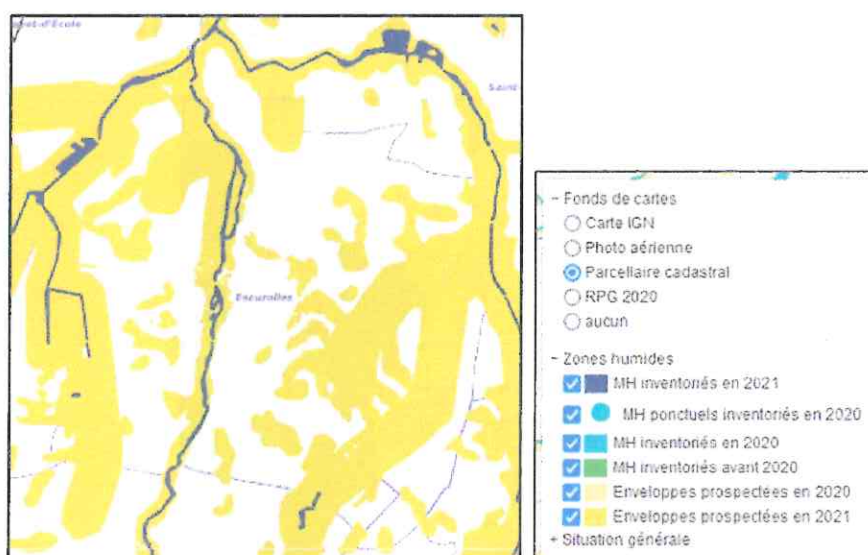 Escurolles
Saint
− Fonds de cartes
Carte IGN
Photo aérienne
Parcellaire cadastral
RPG 2020
aucun
− Zones humides
MH inventoriés en 2021
MH ponctuels inventoriés en 2020
MH inventoriés en 2020
MH inventoriés avant 2020
Enveloppes prospectées en 2020
Enveloppes prospectées en 2021
+ Situation générale